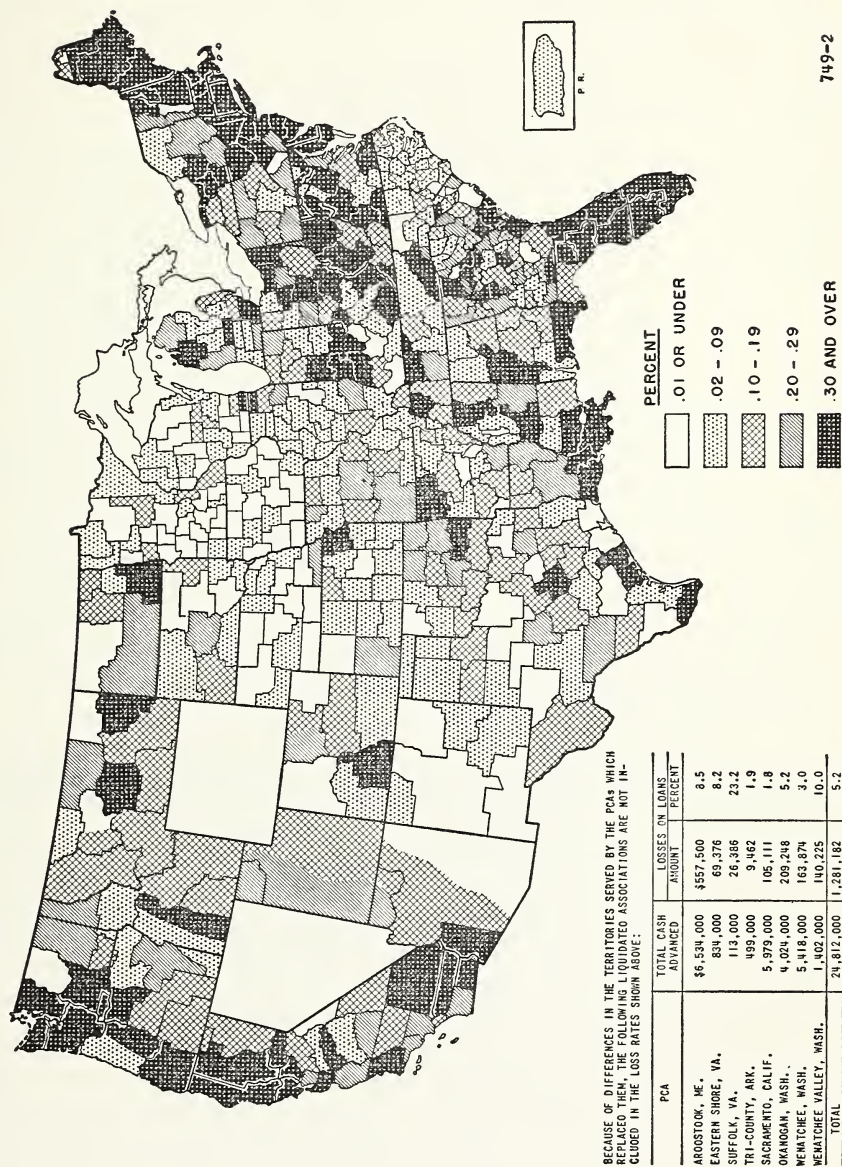 P R.
PERCENT
.01 OR UNDER
.02 - .09
.10 - .19
.20 - .29
.30 AND OVER
749-2
BECAUSE OF DIFFERENCES IN THE TERRITORIES SERVED BY THE PCAs WHICH
REPLACED THEM, THE FOLLOWING LIQUIDATED ASSOCIATIONS ARE NOT IN-
CLUDED IN THE LOSS RATES SHOWN ABOVE:
PCA TOTAL CASH ADVANCED LOSSES ON LOANS AMOUNT PERCENT
AROOSTOOK, ME. $6,534,000 $557,500 8.5
EASTERN SHORE, VA. 834,000 69,376 8.2
SUFFOLK, VA. 113,000 26,386 23.2
TRI-COUNTY, ARK. 499,000 9,462 1.9
SACRAMENTO, CALIF. 5,979,000 105,111 1.8
OKANOGAN, WASH. 4,024,000 209,248 5.2
WENATCHEE, WASH. 5,418,000 163,874 3.0
WENATCHEE VALLEY, WASH. 1,402,000 140,225 10.0
TOTAL 24,812,000 1,281,182 5.2